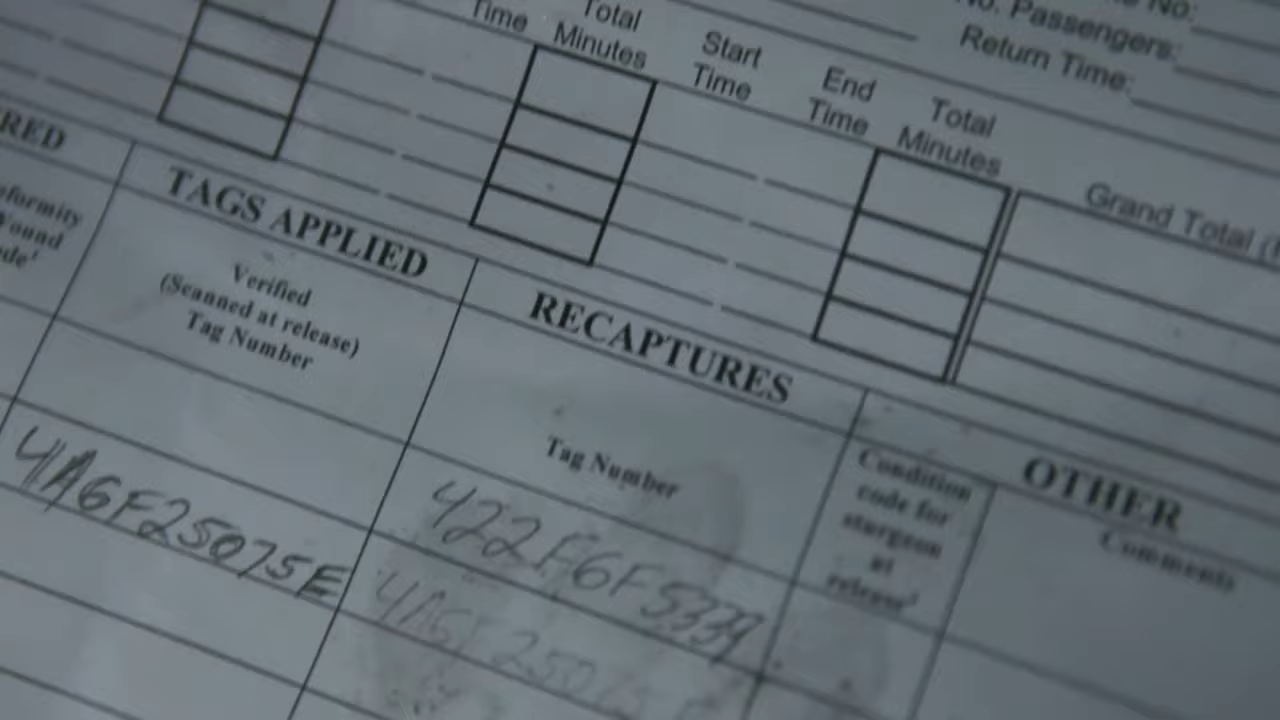 No:
No. Passengers:
Return Time:
Time
Total
Minutes
Start
Time
End
Time
Total
Minutes
Grand Total
TAGS APPLIED
Verified
(Scanned at release)
Tag Number
RECAPTURES
Tag Number
Condition
code for
sturgeon
at
release
OTHER
Comments
41A6F25075E
422F6F5339